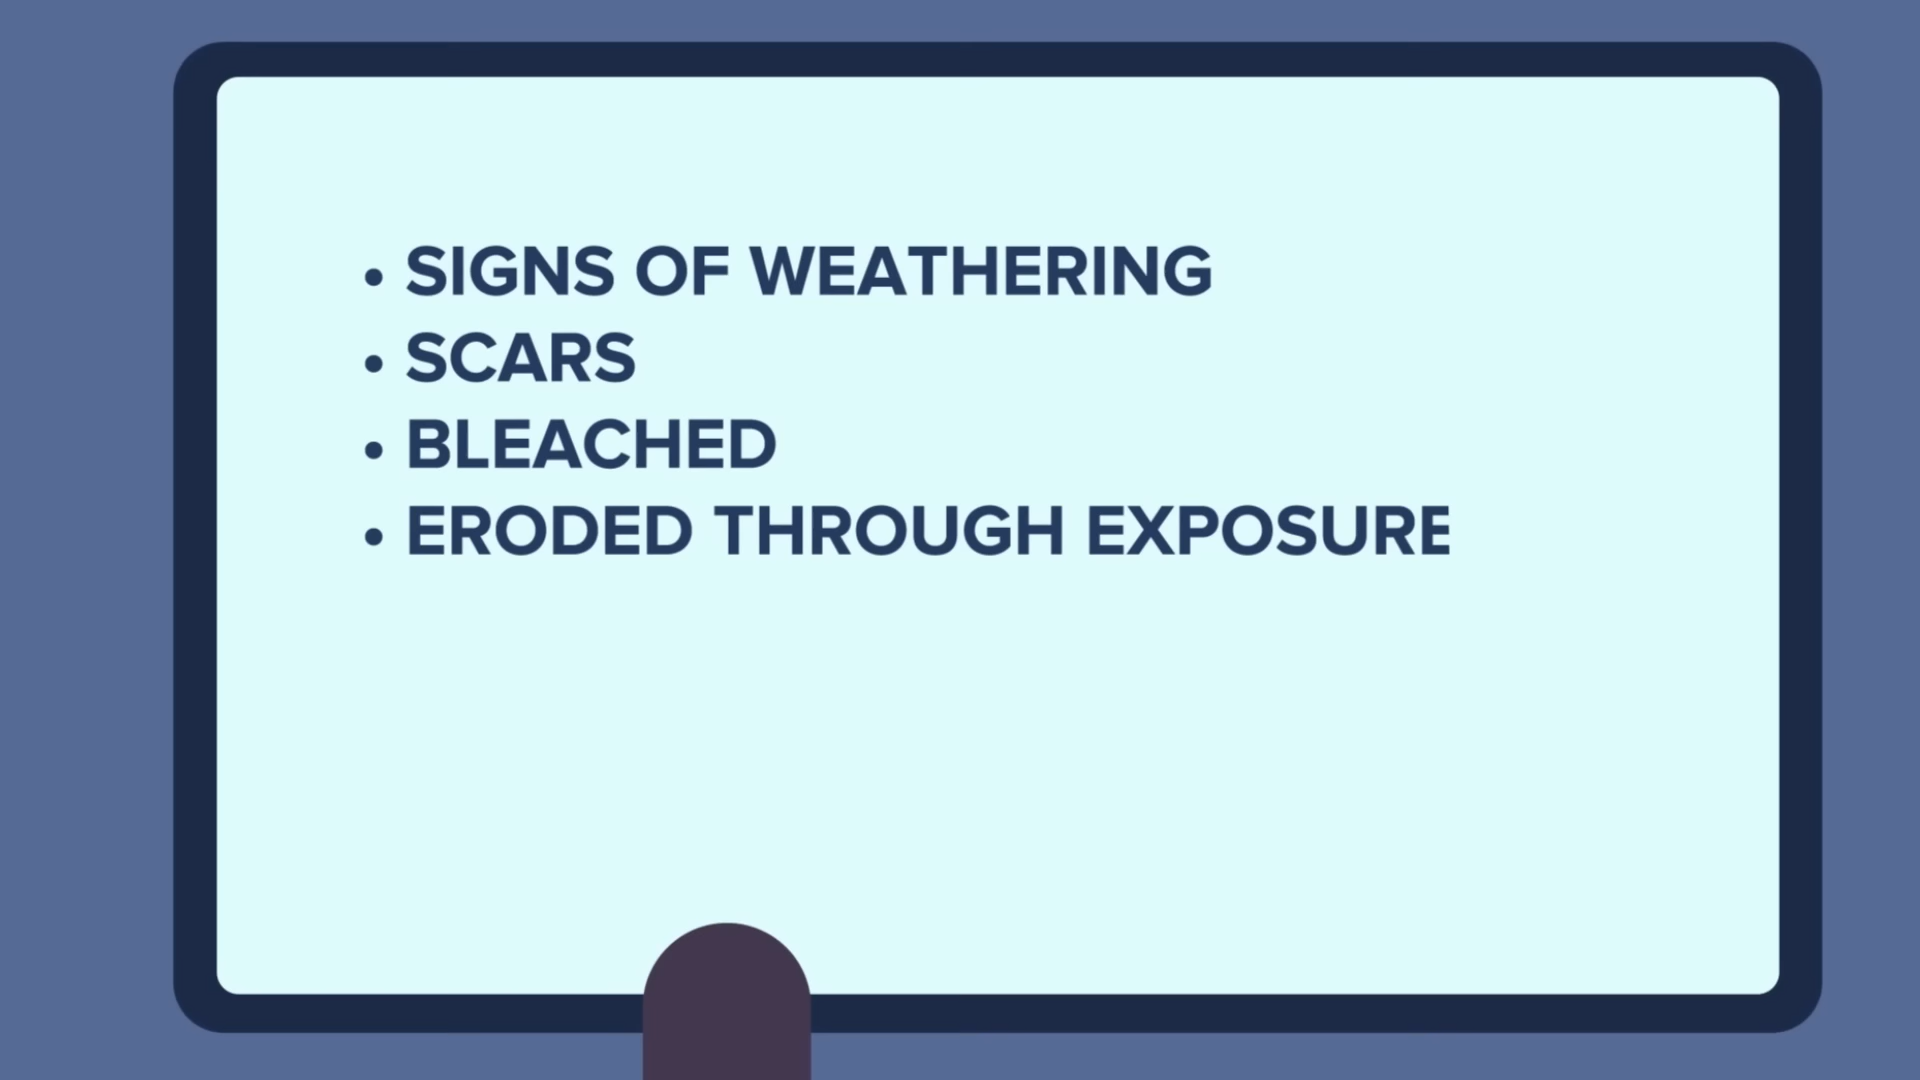 • SIGNS OF WEATHERING
• SCARS
• BLEACHED
• ERODED THROUGH EXPOSURE